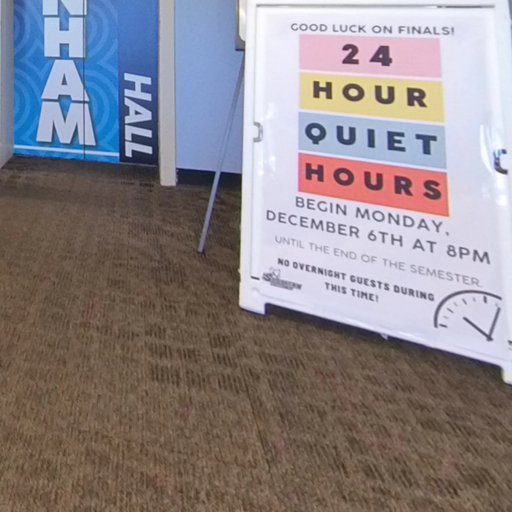 NHAM
HALL
GOOD LUCK ON FINALS!
24
HOUR
QUIET
HOURS
BEGIN MONDAY,
DECEMBER 6TH AT 8PM
UNTIL THE END OF THE SEMESTER.
NO OVERNIGHT GUESTS DURING
THIS TIME!